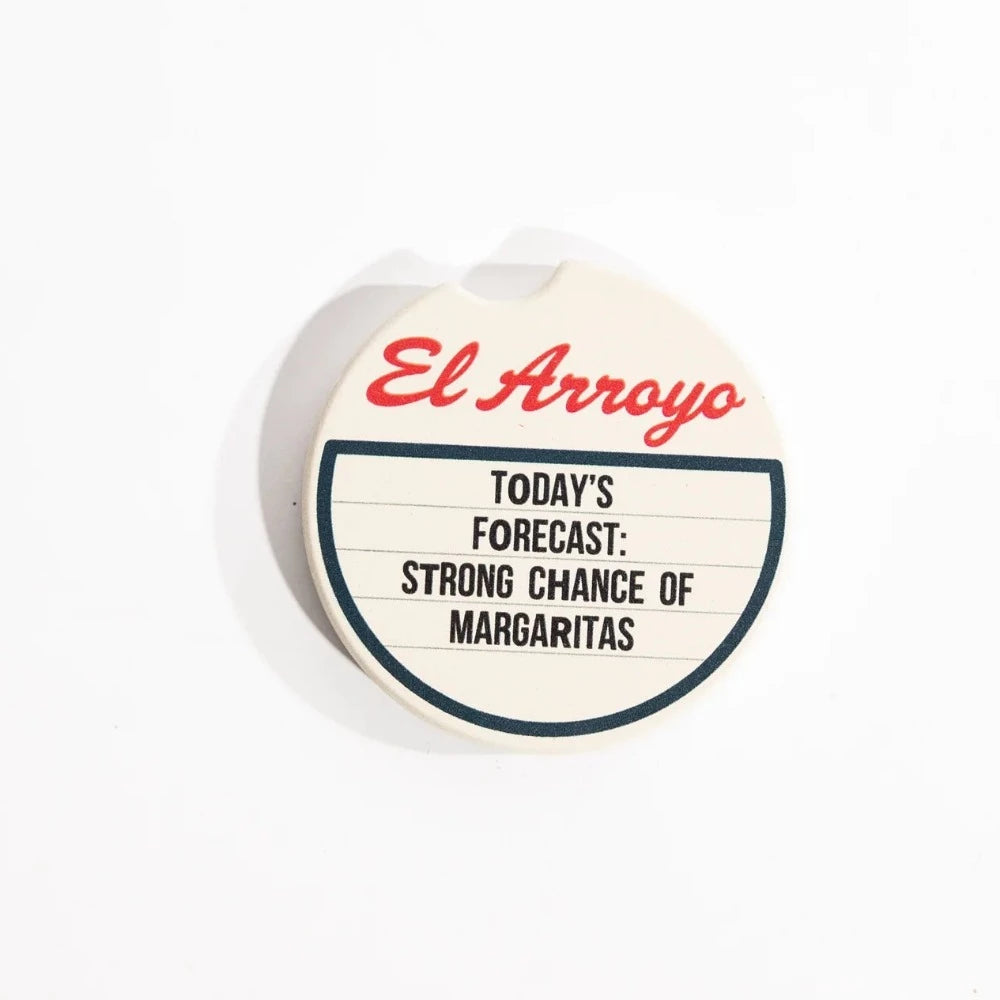 El Arroyo
TODAY'S
FORECAST:
STRONG CHANCE OF
MARGARITAS